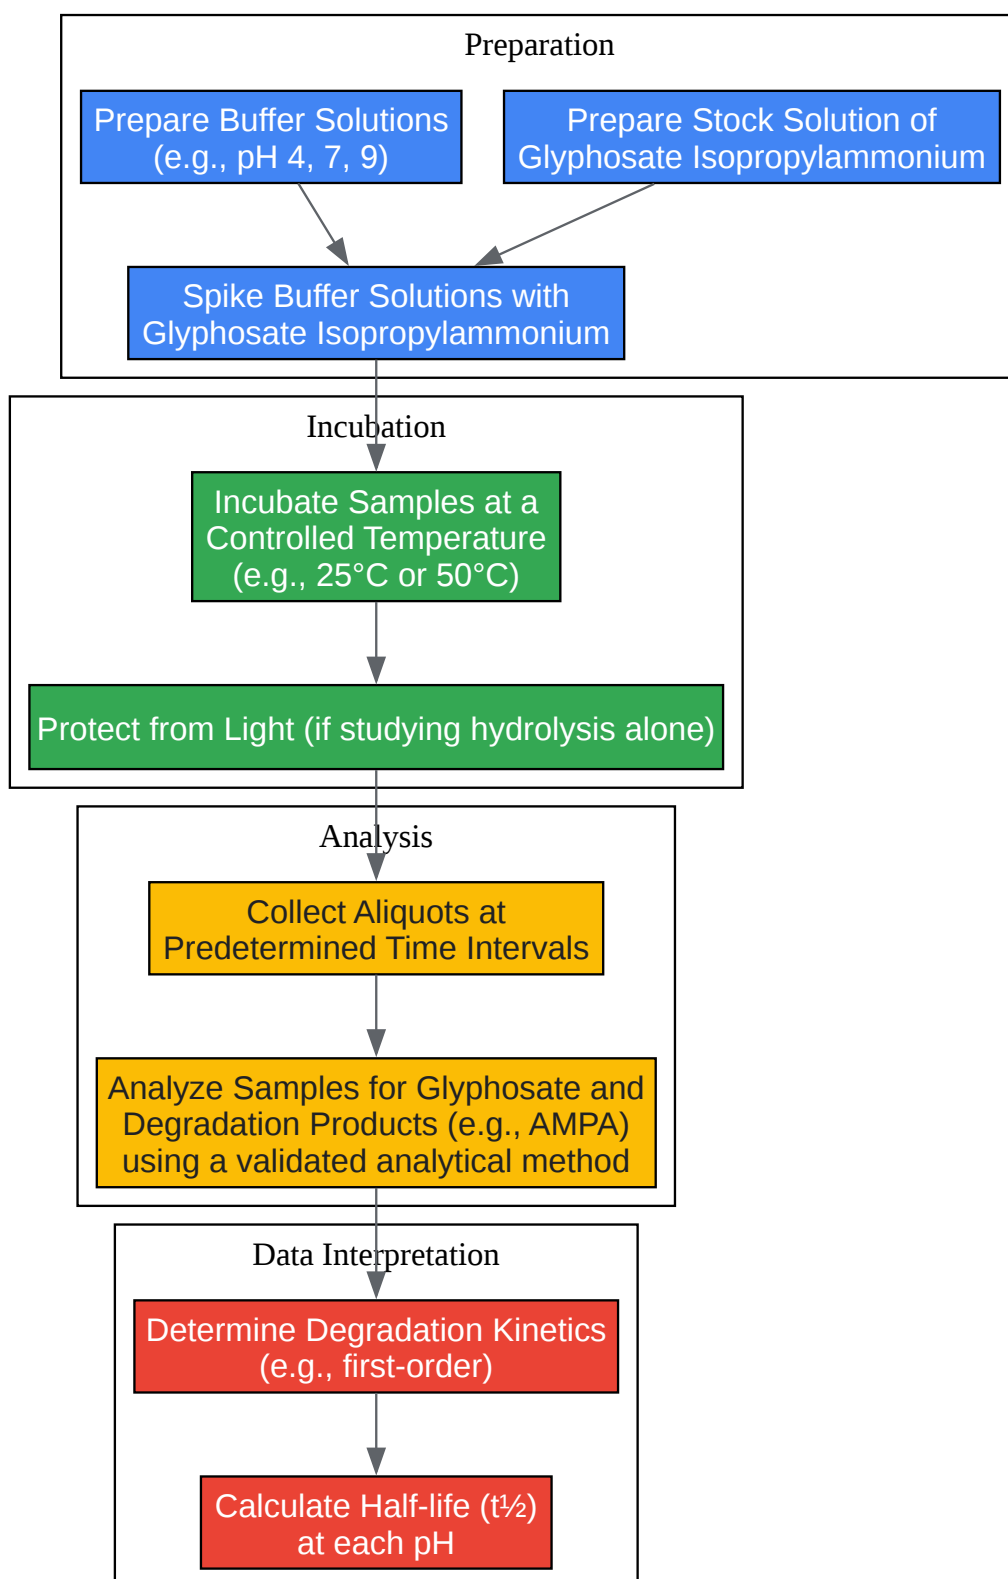 Preparation
Prepare Buffer Solutions
(e.g., pH 4, 7, 9)
Prepare Stock Solution of
Glyphosate Isopropylammonium
Spike Buffer Solutions with
Glyphosate Isopropylammonium
Incubation
Incubate Samples at a
Controlled Temperature
(e.g., 25°C or 50°C)
Protect from Light (if studying hydrolysis alone)
Analysis
Collect Aliquots at
Predetermined Time Intervals
Analyze Samples for Glyphosate and
Degradation Products (e.g., AMPA)
using a validated analytical method
Data Interpretation
Determine Degradation Kinetics
(e.g., first-order)
Calculate Half-life (t½)
at each pH